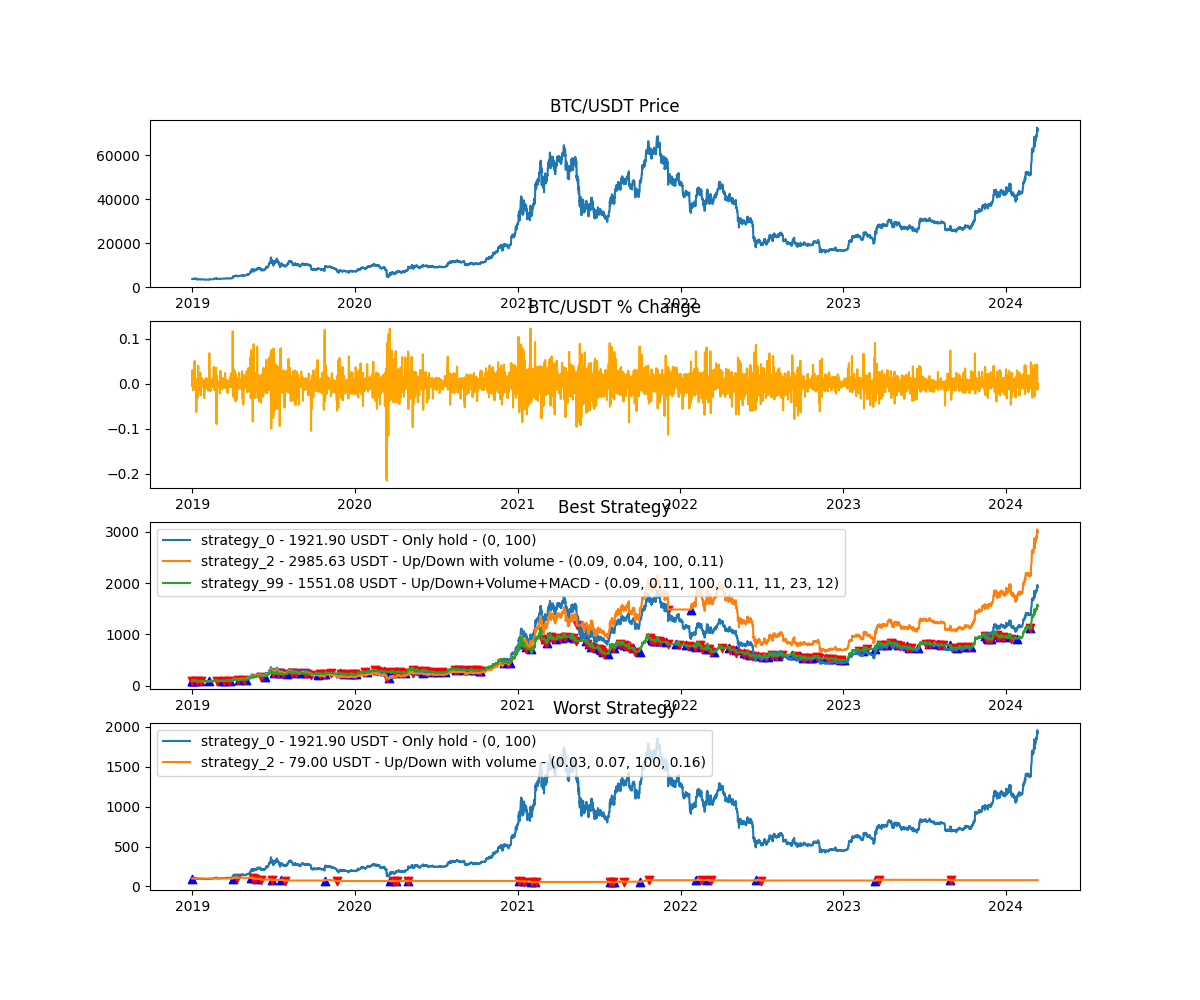 BTC/USDT Price
60000
40000
20000
0
2019 2020 2021 2022 2023 2024
BTC/USDT % Change
0.1
0.0
−0.1
−0.2
2019 2020 2021 2022 2023 2024
Best Strategy
3000
2000
1000
0
strategy_0 - 1921.90 USDT - Only hold - (0, 100)
strategy_2 - 2985.63 USDT - Up/Down with volume - (0.09, 0.04, 100, 0.11)
strategy_99 - 1551.08 USDT - Up/Down+Volume+MACD - (0.09, 0.11, 100, 0.11, 11, 23, 12)
2019 2020 2021 2022 2023 2024
Worst Strategy
2000
1500
1000
500
0
strategy_0 - 1921.90 USDT - Only hold - (0, 100)
strategy_2 - 79.00 USDT - Up/Down with volume - (0.03, 0.07, 100, 0.16)
2019 2020 2021 2022 2023 2024